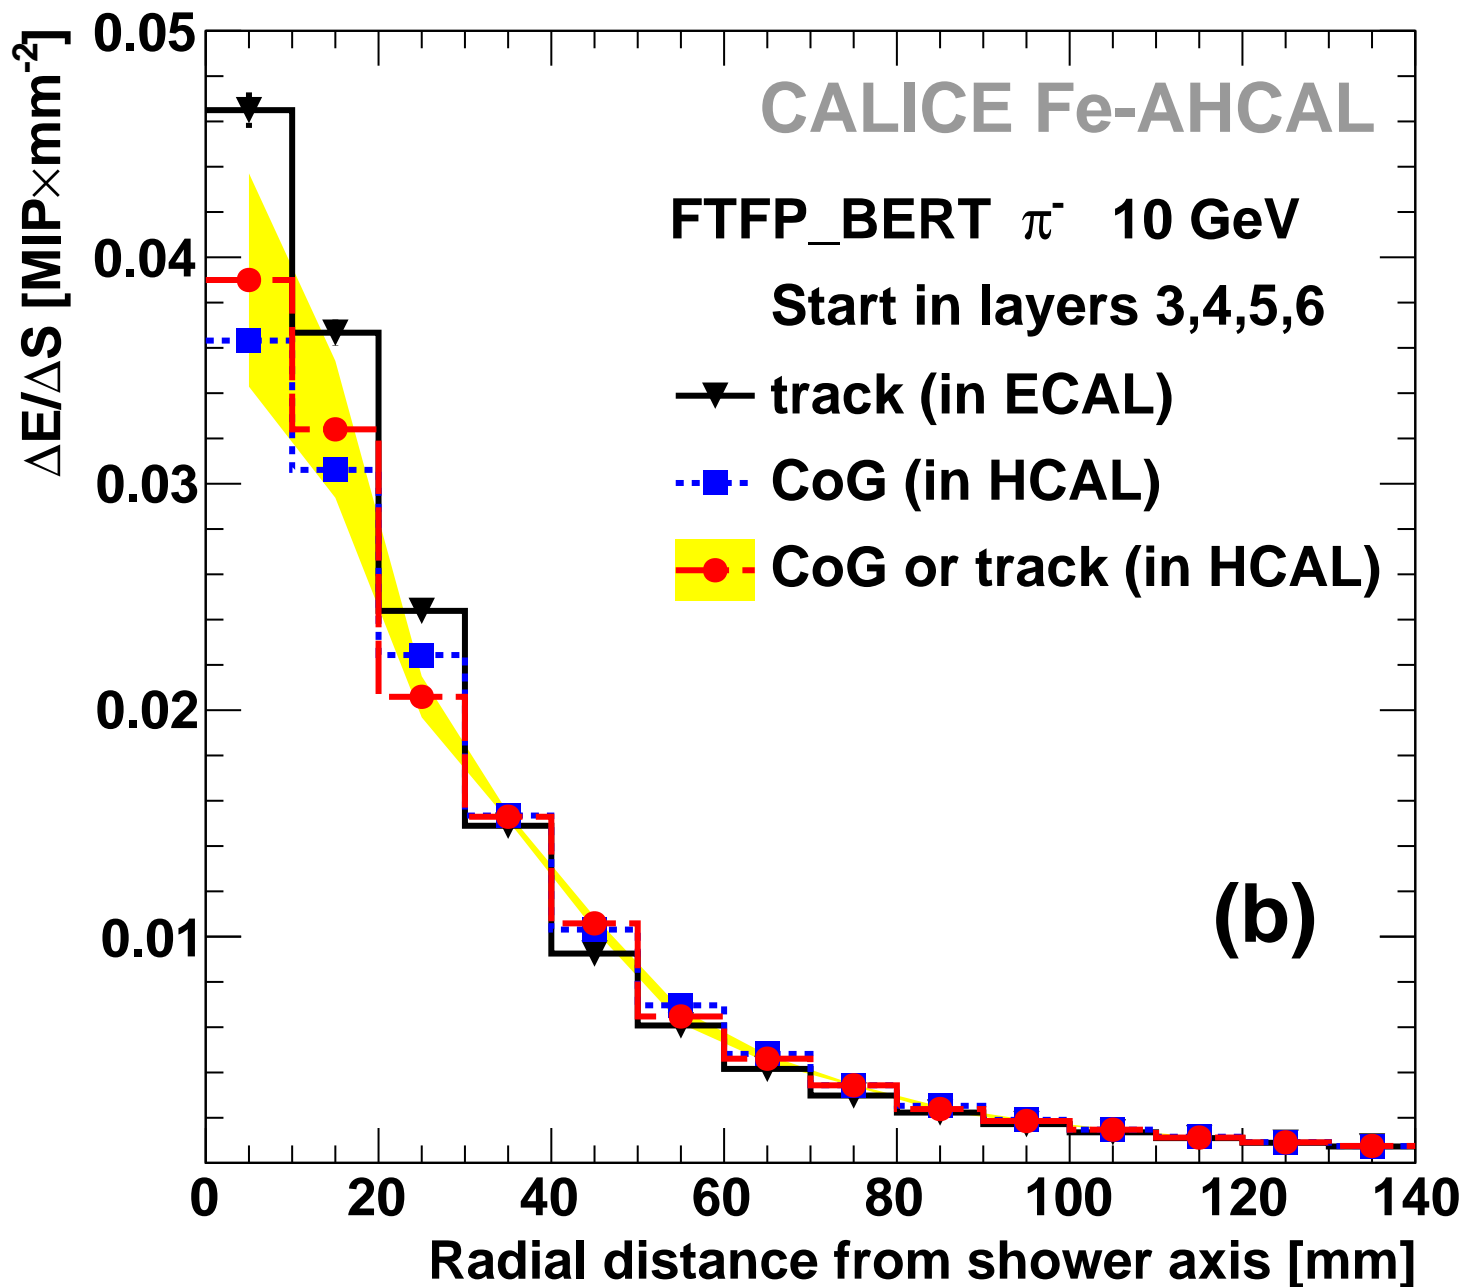 ΔE/ΔS [MIP×mm⁻²]
0.05
0.04
0.03
0.02
0.01
CALICE Fe-AHCAL
FTFP_BERT π⁻ 10 GeV
Start in layers 3,4,5,6
track (in ECAL)
CoG (in HCAL)
CoG or track (in HCAL)
(b)
0 20 40 60 80 100 120 140
Radial distance from shower axis [mm]